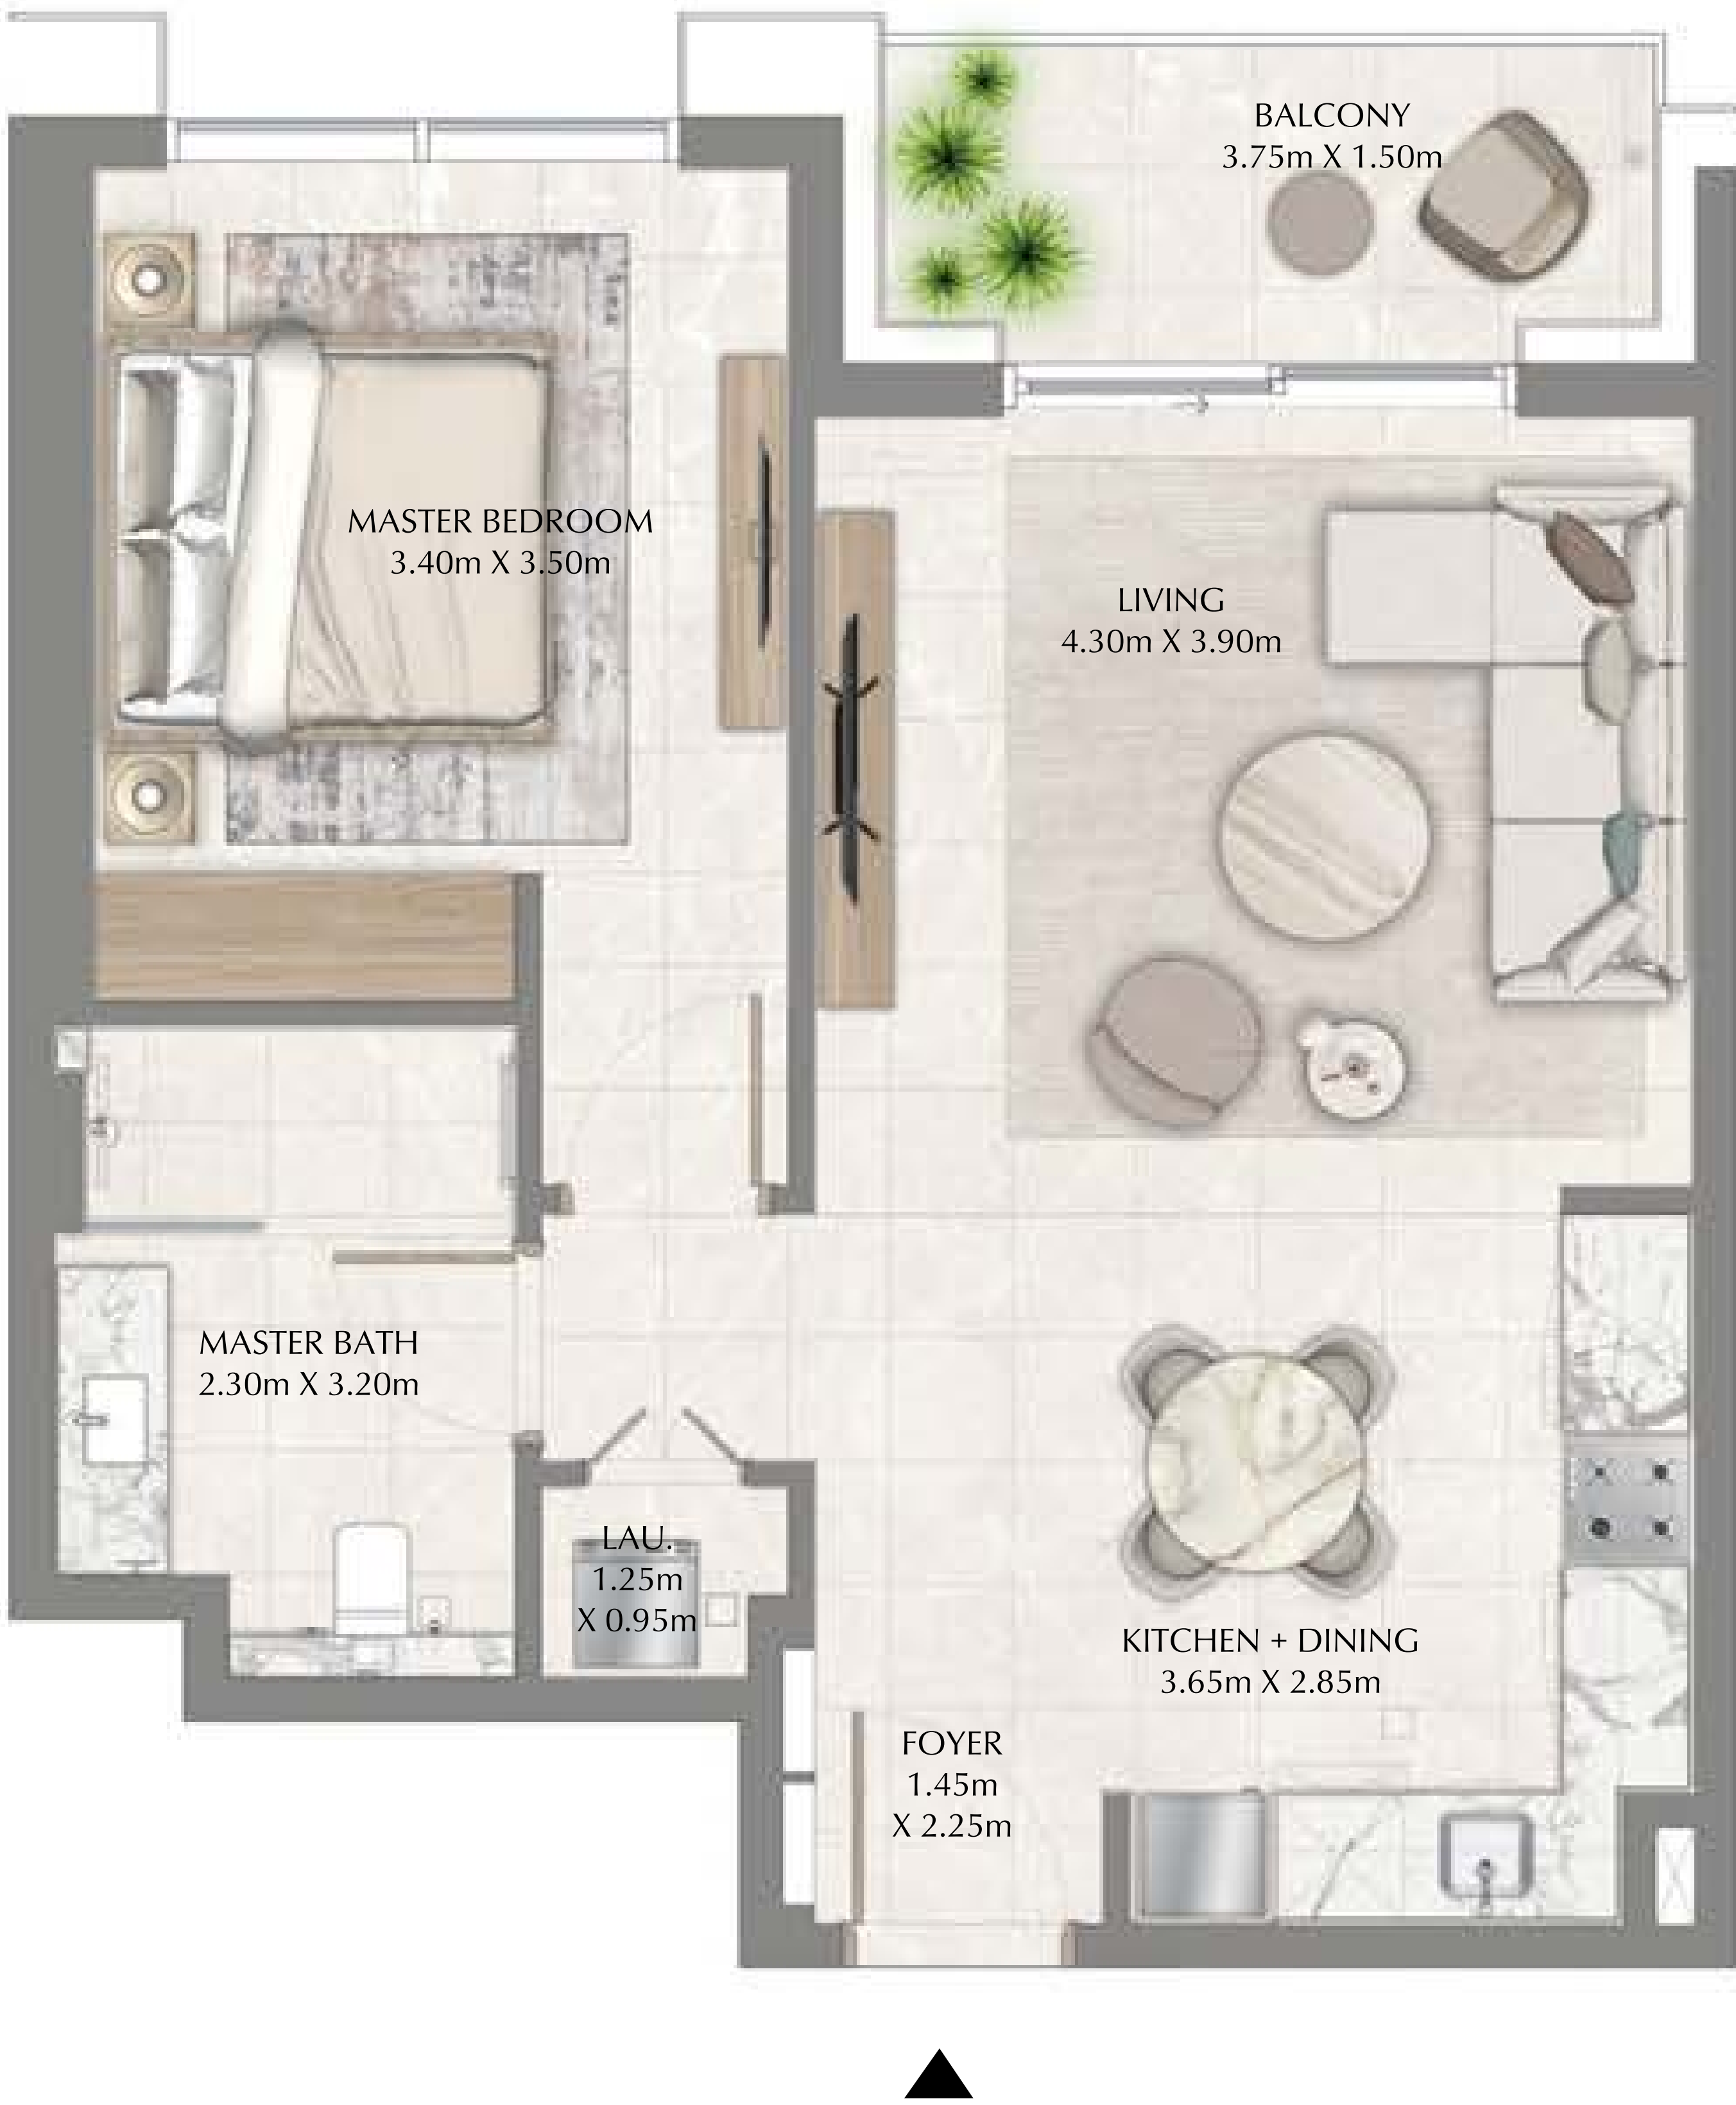 BALCONY
3.75m X 1.50m
MASTER BEDROOM
3.40m X 3.50m
LIVING
4.30m X 3.90m
MASTER BATH
2.30m X 3.20m
LAU.
1.25m
X 0.95m
KITCHEN + DINING
3.65m X 2.85m
FOYER
1.45m
X 2.25m